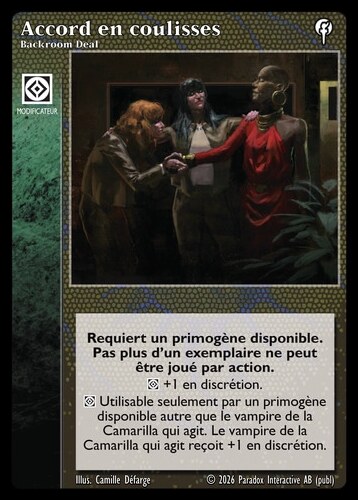 Accord en coulisses
Backroom Deal
MODIFICATEUR
Requiert un primogène disponible.
Pas plus d'un exemplaire ne peut
être joué par action.
+1 en discrétion.
Utilisable seulement par un primogène
disponible autre que le vampire de la
Camarilla qui agit. Le vampire de la
Camarilla qui agit reçoit +1 en discrétion.
Illus. Camille Défarge
© 2026 Paradox Interactive AB (publ)